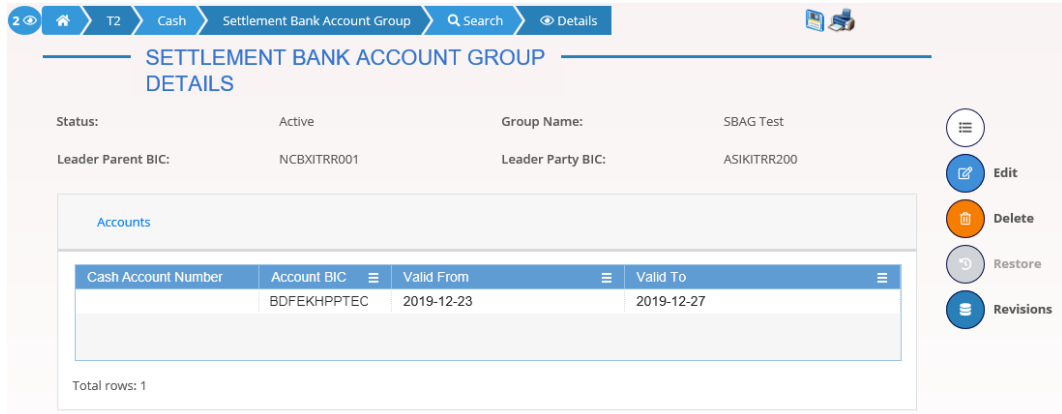 2 T2 Cash Settlement Bank Account Group Search Details
SETTLEMENT BANK ACCOUNT GROUP
DETAILS
Status: Active Group Name: SBAG Test
Leader Parent BIC: NCBXITRR001 Leader Party BIC: ASIKITRR200
Edit
Accounts
Delete
Restore
Cash Account Number Account BIC Valid From Valid To
BDFEKHPPTEC 2019-12-23 2019-12-27
Revisions
Total rows: 1